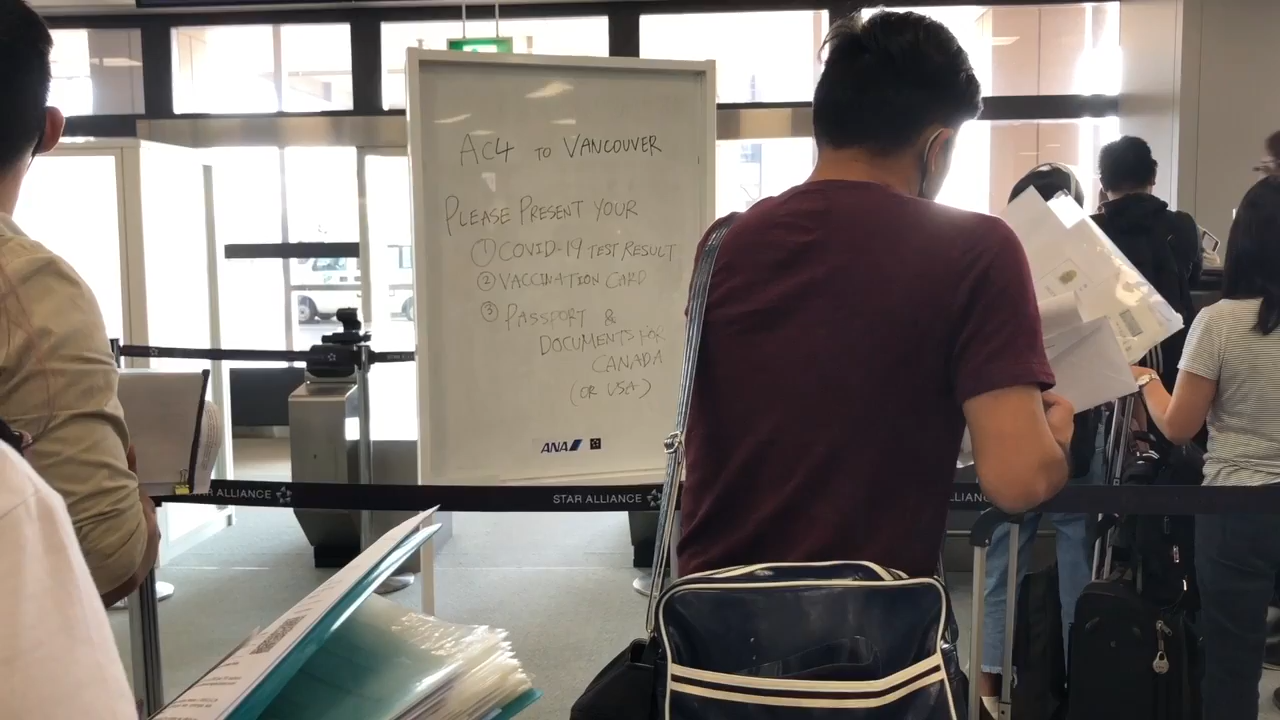 AC4 TO VANCOUVER
PLEASE PRESENT YOUR
① COVID-19 TEST RESULT
② VACCINATION CARD
③ PASSPORT &
DOCUMENTS FOR
CANADA
(OR USA)
ANA
STAR ALLIANCE
STAR ALLIANCE